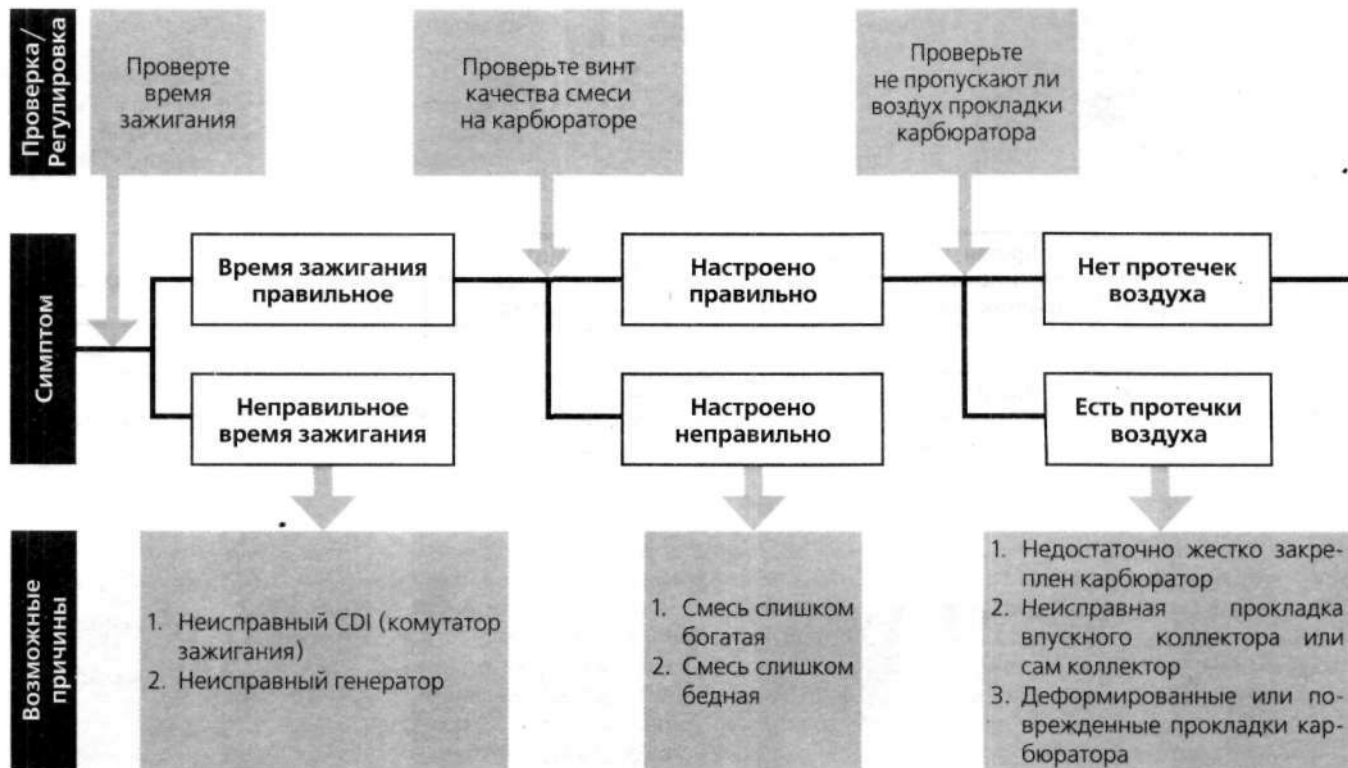 Проверка/
Регулировка
Проверте
время
зажигания
Проверьте винт
качества смеси
на карбюраторе
Проверьте
не пропускают ли
воздух прокладки
карбюратора
Симптом
Время зажигания
правильное
Настроено
правильно
Нет протечек
воздуха
Неправильное
время зажигания
Настроено
неправильно
Есть протечки
воздуха
Возможные
причины
1. Неисправный CDI (комутатор
зажигания)
2. Неисправный генератор
1. Смесь слишком
богатая
2. Смесь слишком
бедная
1. Недостаточно жестко закре-
плен карбюратор
2. Неисправная прокладка
впускного коллектора или
сам коллектор
3. Деформированные или по-
врежденные прокладки кар-
бюратора